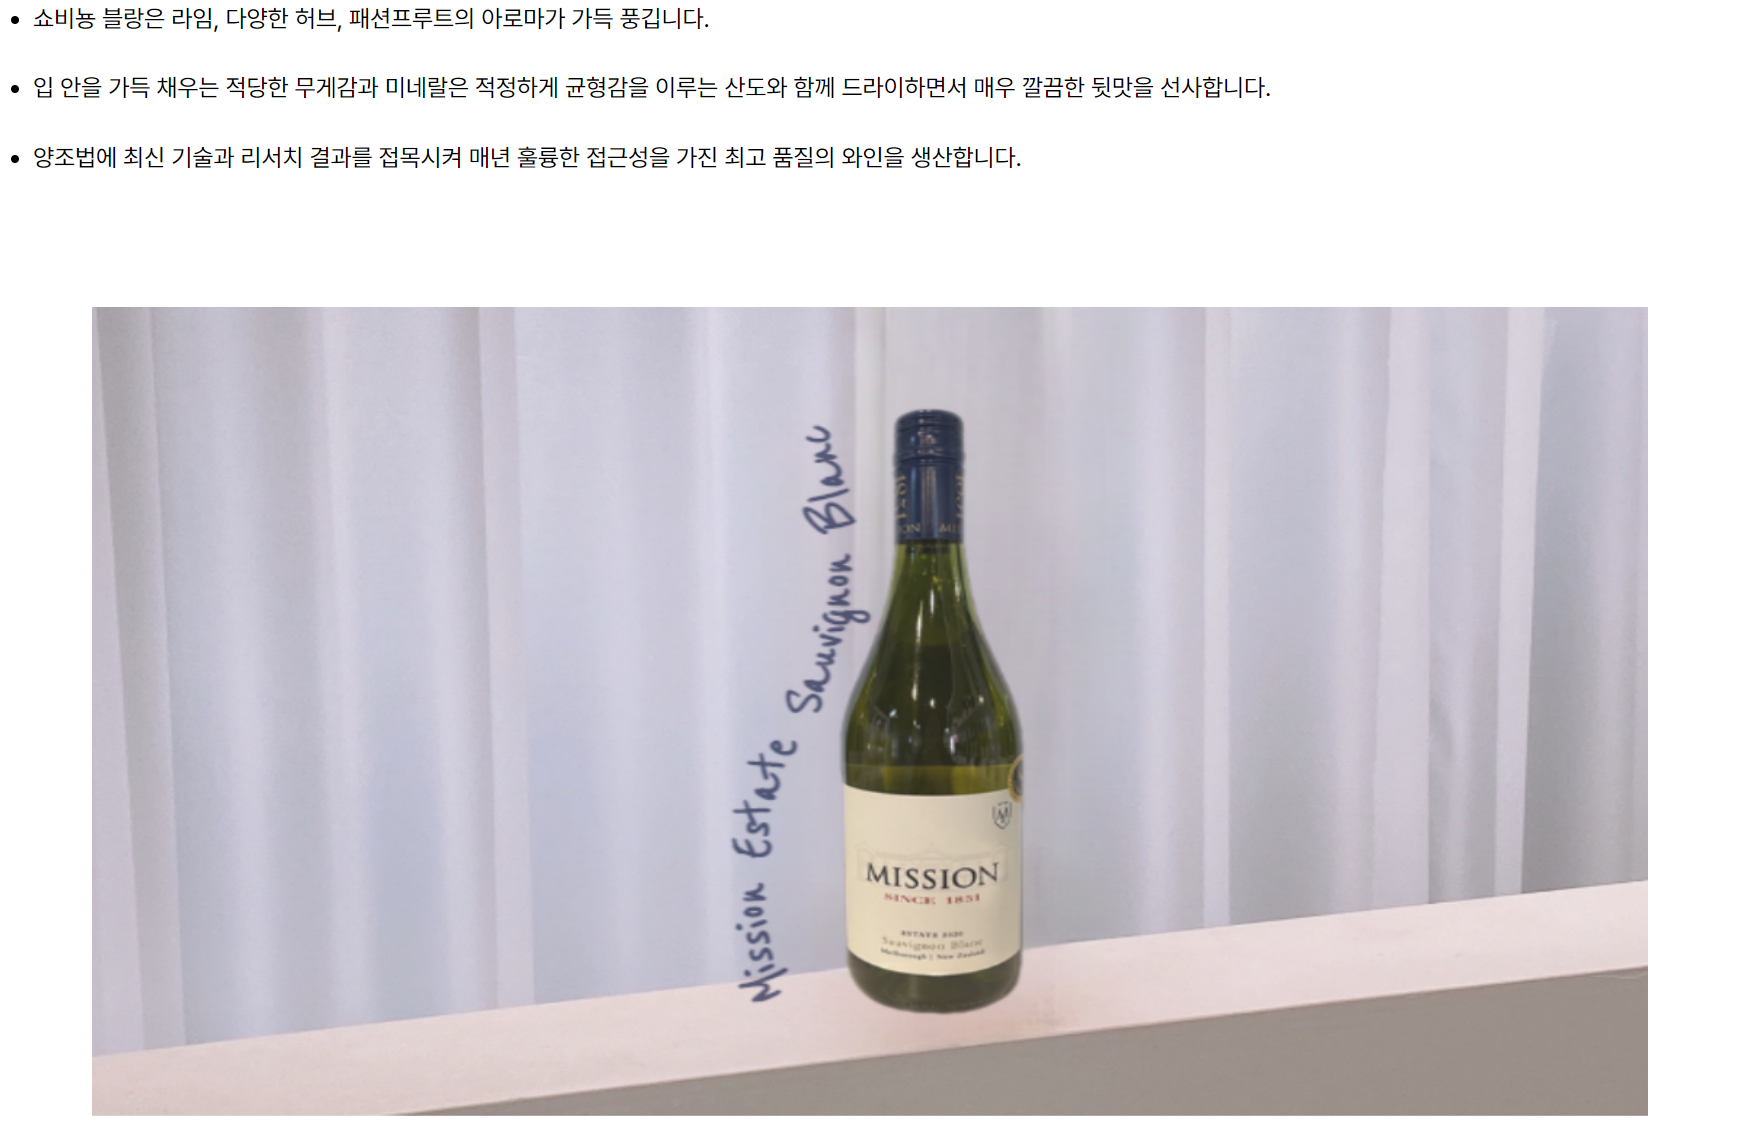 쇼비뇽 블랑은 라임, 다양한 허브, 패션프루트의 아로마가 가득 풍깁니다.
입 안을 가득 채우는 적당한 무게감과 미네랄은 적정하게 균형감을 이루는 산도와 함께 드라이하면서 매우 깔끔한 뒷맛을 선사합니다.
양조법에 최신 기술과 리서치 결과를 접목시켜 매년 훌륭한 접근성을 가진 최고 품질의 와인을 생산합니다.
Mission Estate Sauvignon Blanc
MISSION
SINCE 1851
ESTATE 2020
Sauvignon Blanc
Marlborough | New Zealand